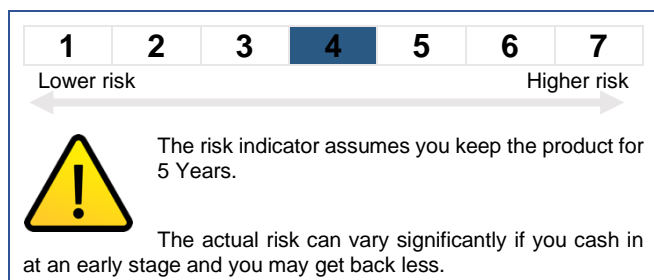 1 2 3 4 5 6 7
Lower risk Higher risk
The risk indicator assumes you keep the product for
5 Years.
The actual risk can vary significantly if you cash in
at an early stage and you may get back less.